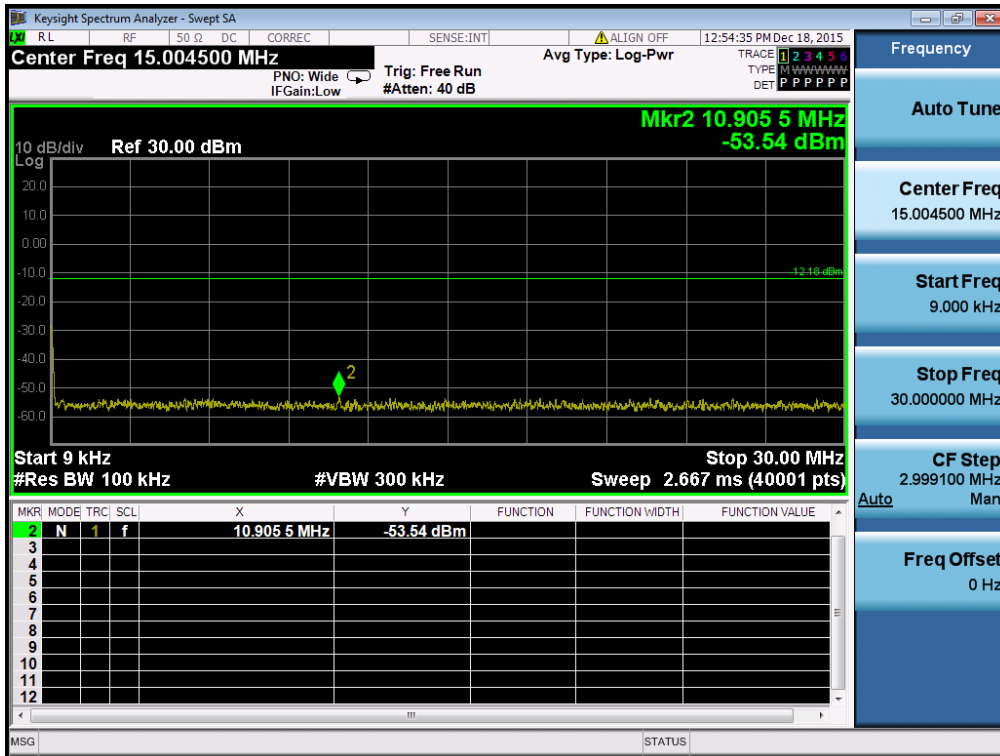 Keysight Spectrum Analyzer - Swept SA
LXI RL RF 50 Ω DC CORREC SENSE:INT ALIGN OFF 12:54:35 PM Dec 18, 2015
Center Freq 15.004500 MHz
PNO: Wide
IFGain:Low
Trig: Free Run
#Atten: 40 dB
Avg Type: Log-Pwr
TRACE 1 2 3 4 5 6
TYPE M W W W W W
DET P P P P P P
Mkr2 10.905 5 MHz
-53.54 dBm
10 dB/div Ref 30.00 dBm
Log
20.0
10.0
0.00
-10.0
-12.18 dBm
-20.0
-30.0
-40.0
2
-50.0
-60.0
Start 9 kHz Stop 30.00 MHz
#Res BW 100 kHz #VBW 300 kHz Sweep 2.667 ms (40001 pts)
MKR MODE TRC SCL X Y FUNCTION FUNCTION WIDTH FUNCTION VALUE
2 N 1 f 10.905 5 MHz -53.54 dBm
3
4
5
6
7
8
9
10
11
12
MSG STATUS
Frequency
Auto Tune
Center Freq
15.004500 MHz
Start Freq
9.000 kHz
Stop Freq
30.000000 MHz
CF Step
2.999100 MHz
Auto Man
Freq Offset
0 Hz